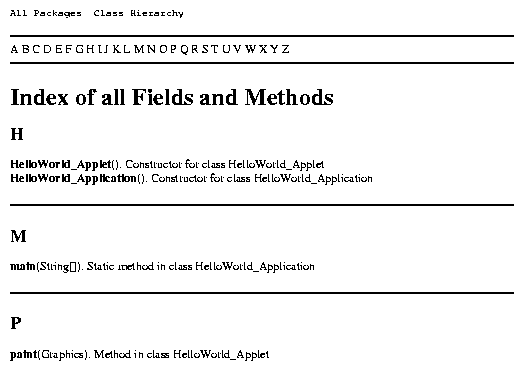 All Packages  Class Hierarchy
A B C D E F G H I J K L M N O P Q R S T U V W X Y Z
Index of all Fields and Methods
H
HelloWorld_Applet(). Constructor for class HelloWorld_Applet
HelloWorld_Application(). Constructor for class HelloWorld_Application
M
main(String[]). Static method in class HelloWorld_Application
P
paint(Graphics). Method in class HelloWorld_Applet